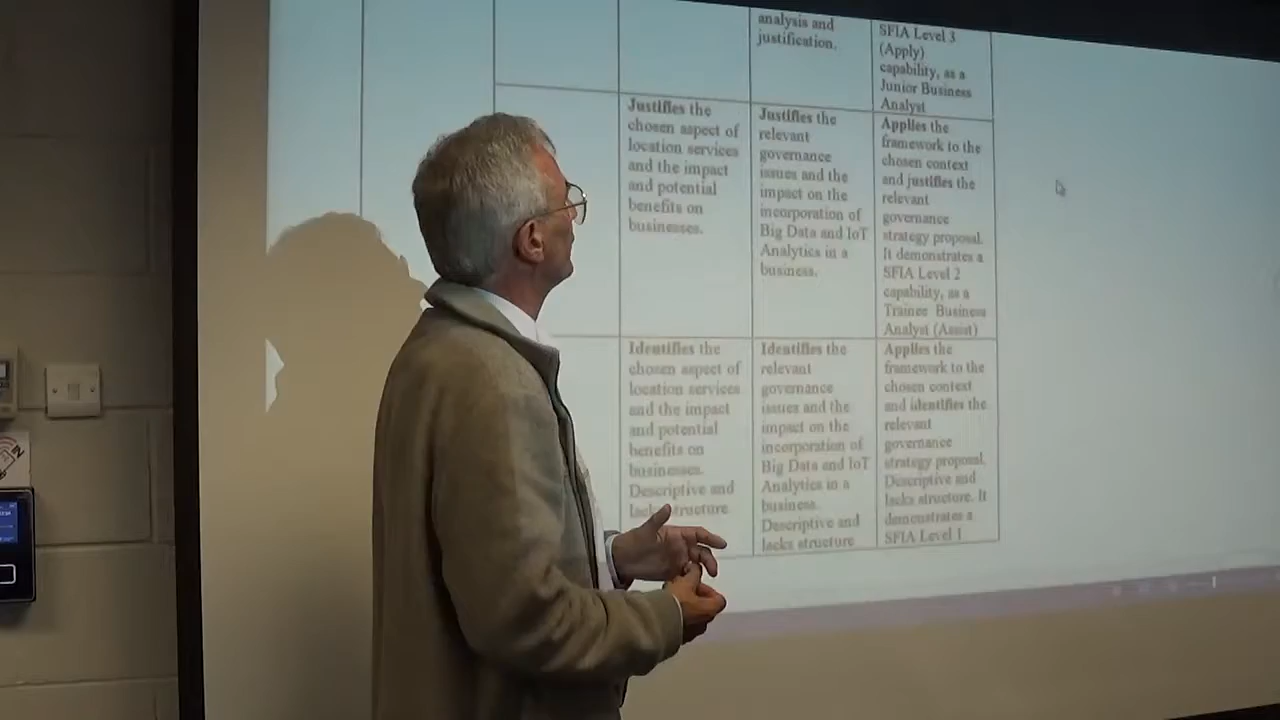 analysis and
justification.
SFIA Level 3
(Apply)
capability, as a
Junior Business
Analyst
Justifies the
chosen aspect of
location services
and the impact
and potential
benefits on
businesses.
Justifies the
relevant
governance
issues and the
impact on the
incorporation of
Big Data and IoT
Analytics in a
business.
Applies the
framework to the
chosen context
and justifies the
relevant
governance
strategy proposal.
It demonstrates a
SFIA Level 2
capability, as a
Trainee Business
Analyst (Assist)
Identifies the
chosen aspect of
location services
and the impact
and potential
benefits on
businesses.
Descriptive and
lacks structure.
Identifies the
relevant
governance
issues and the
impact on the
incorporation of
Big Data and IoT
Analytics in a
business.
Descriptive and
lacks structure
Applies the
framework to the
chosen context
and identifies the
relevant
governance
strategy proposal.
Descriptive and
lacks structure. It
demonstrates a
SFIA Level 1